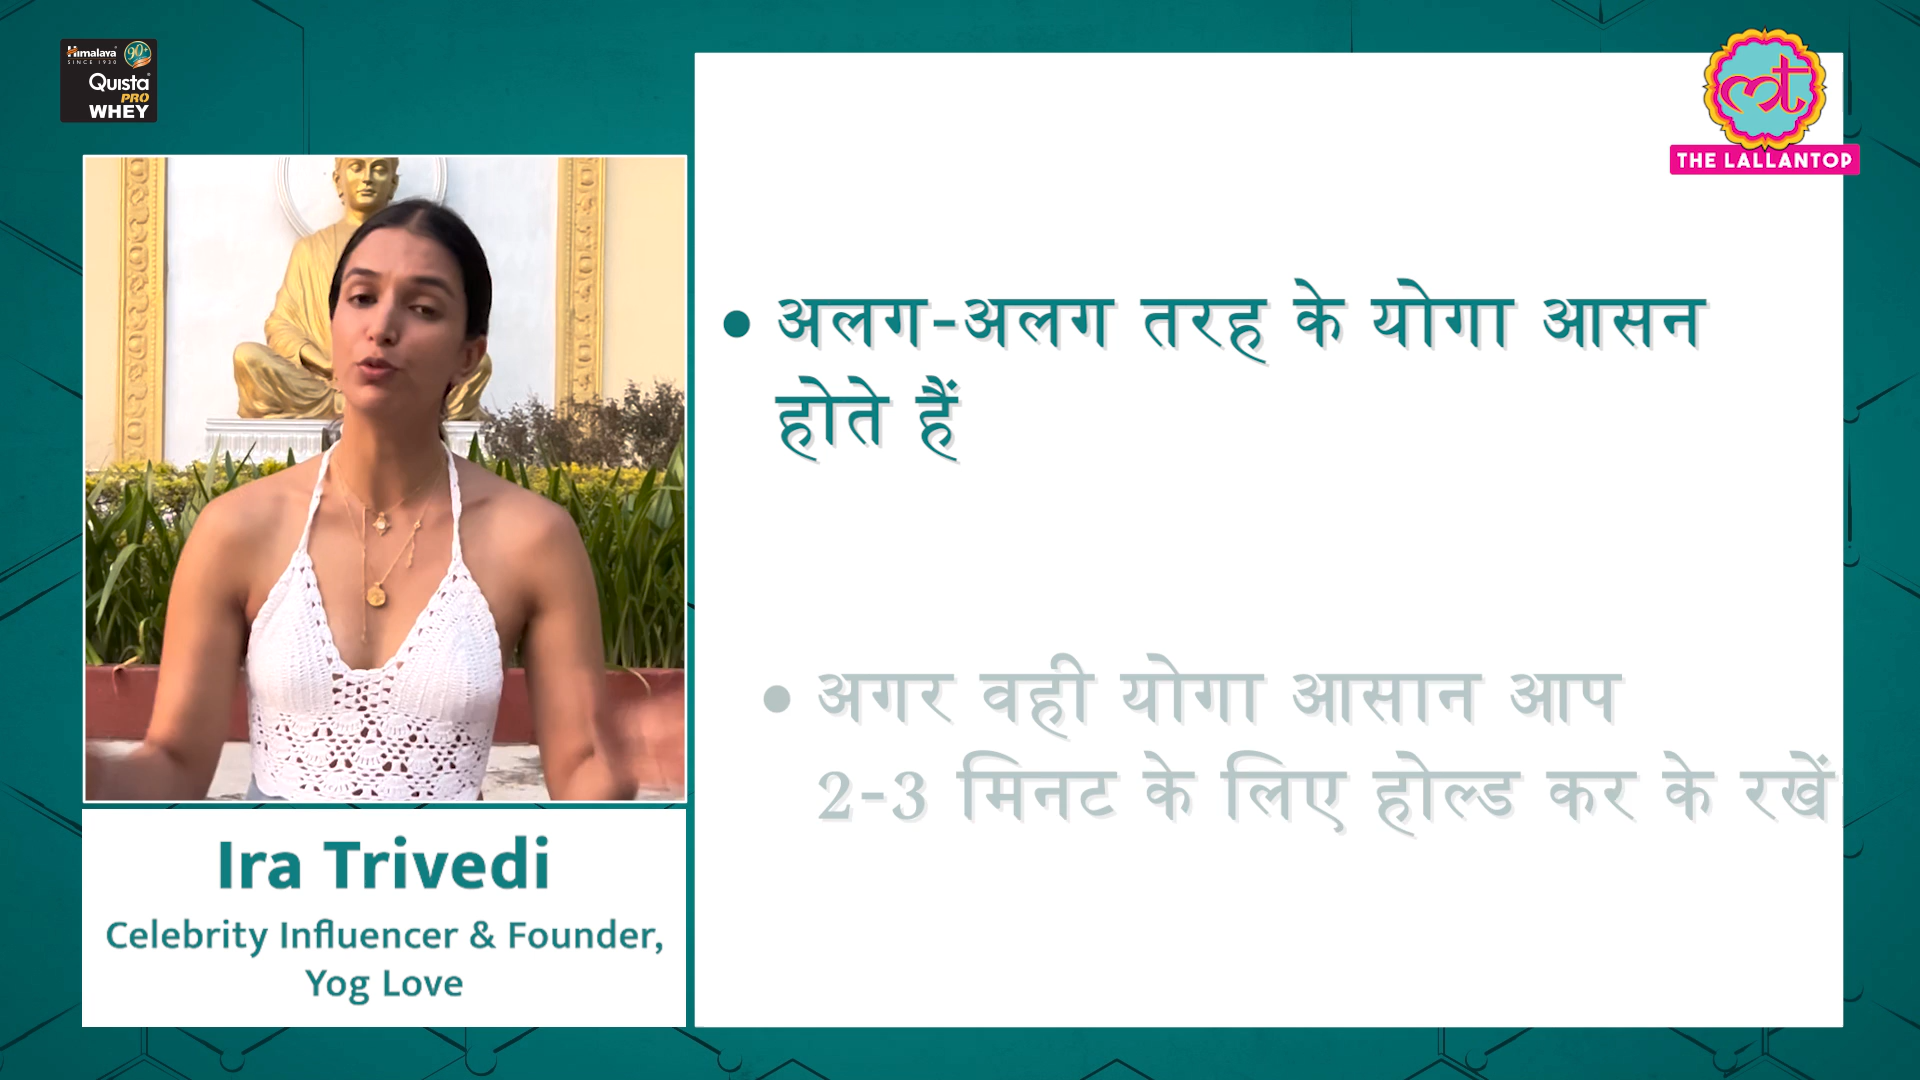 Himalaya
SINCE 1930
90+
Quista
PRO
WHEY
THE LALLANTOP
• अलग-अलग तरह के योगा आसन
होते हैं
• अगर वही योगा आसान आप
2-3 मिनट के लिए होल्ड कर के रखें
Ira Trivedi
Celebrity Influencer & Founder,
Yog Love